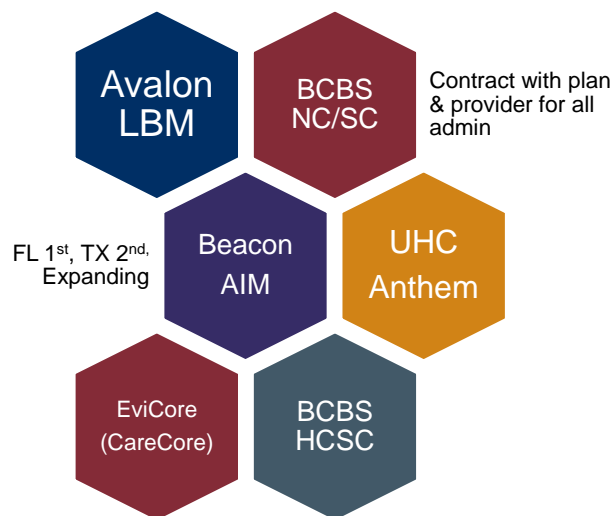 Avalon
LBM
BCBS
NC/SC
Contract with plan
& provider for all
admin
FL 1st, TX 2nd,
Expanding
Beacon
AIM
UHC
Anthem
EviCore
(CareCore)
BCBS
HCSC